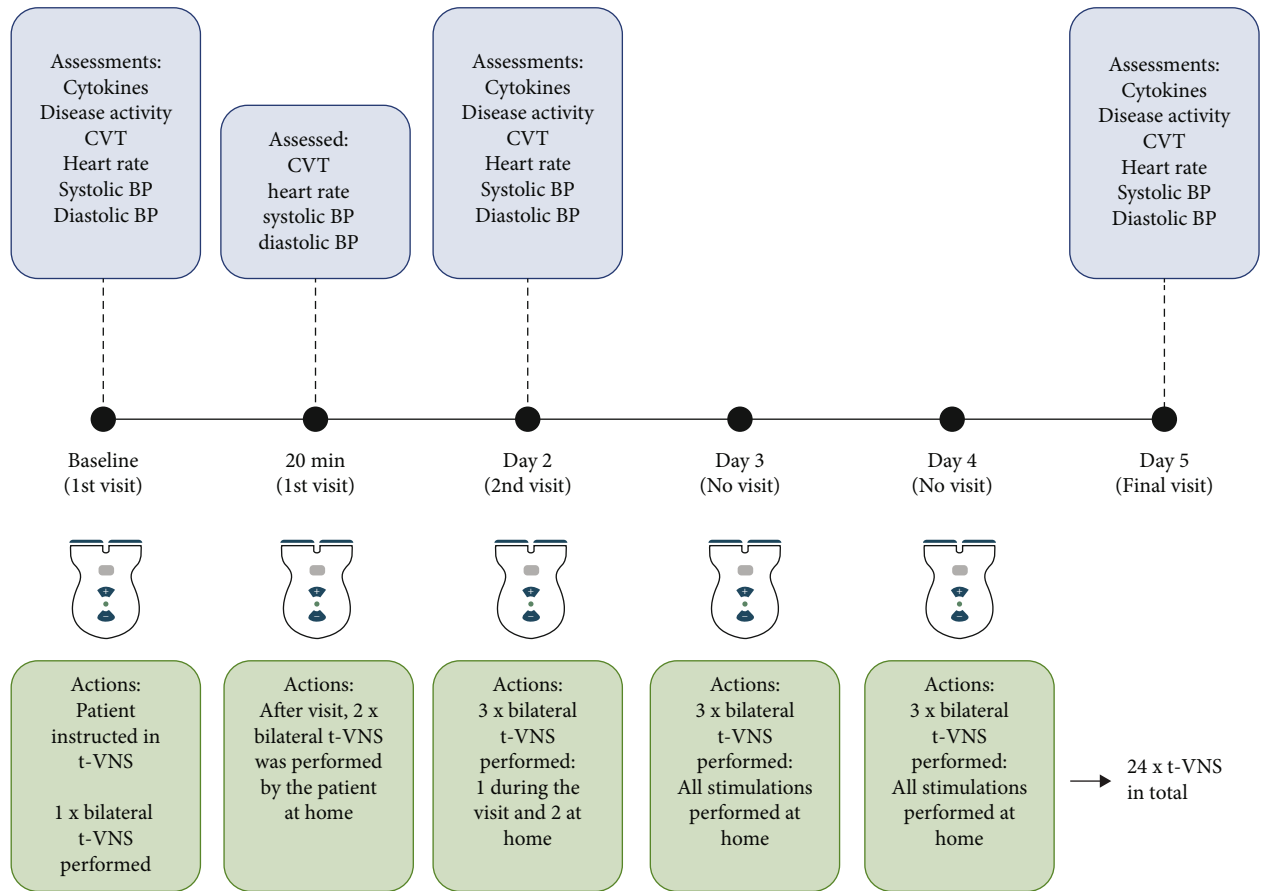 Assessments:
Cytokines
Disease activity
CVT
Heart rate
Systolic BP
Diastolic BP
Assessed:
CVT
heart rate
systolic BP
diastolic BP
Assessments:
Cytokines
Disease activity
CVT
Heart rate
Systolic BP
Diastolic BP
Assessments:
Cytokines
Disease activity
CVT
Heart rate
Systolic BP
Diastolic BP
Baseline
(1st visit)
20 min
(1st visit)
Day 2
(2nd visit)
Day 3
(No visit)
Day 4
(No visit)
Day 5
(Final visit)
Actions:
Patient
instructed in
t-VNS
1 x bilateral
t-VNS
performed
Actions:
After visit, 2 x
bilateral t-VNS
was performed
by the patient
at home
Actions:
3 x bilateral
t-VNS
performed:
1 during the
visit and 2 at
home
Actions:
3 x bilateral
t-VNS
performed:
All stimulations
performed at
home
Actions:
3 x bilateral
t-VNS
performed:
All stimulations
performed at
home
24 x t-VNS
in total